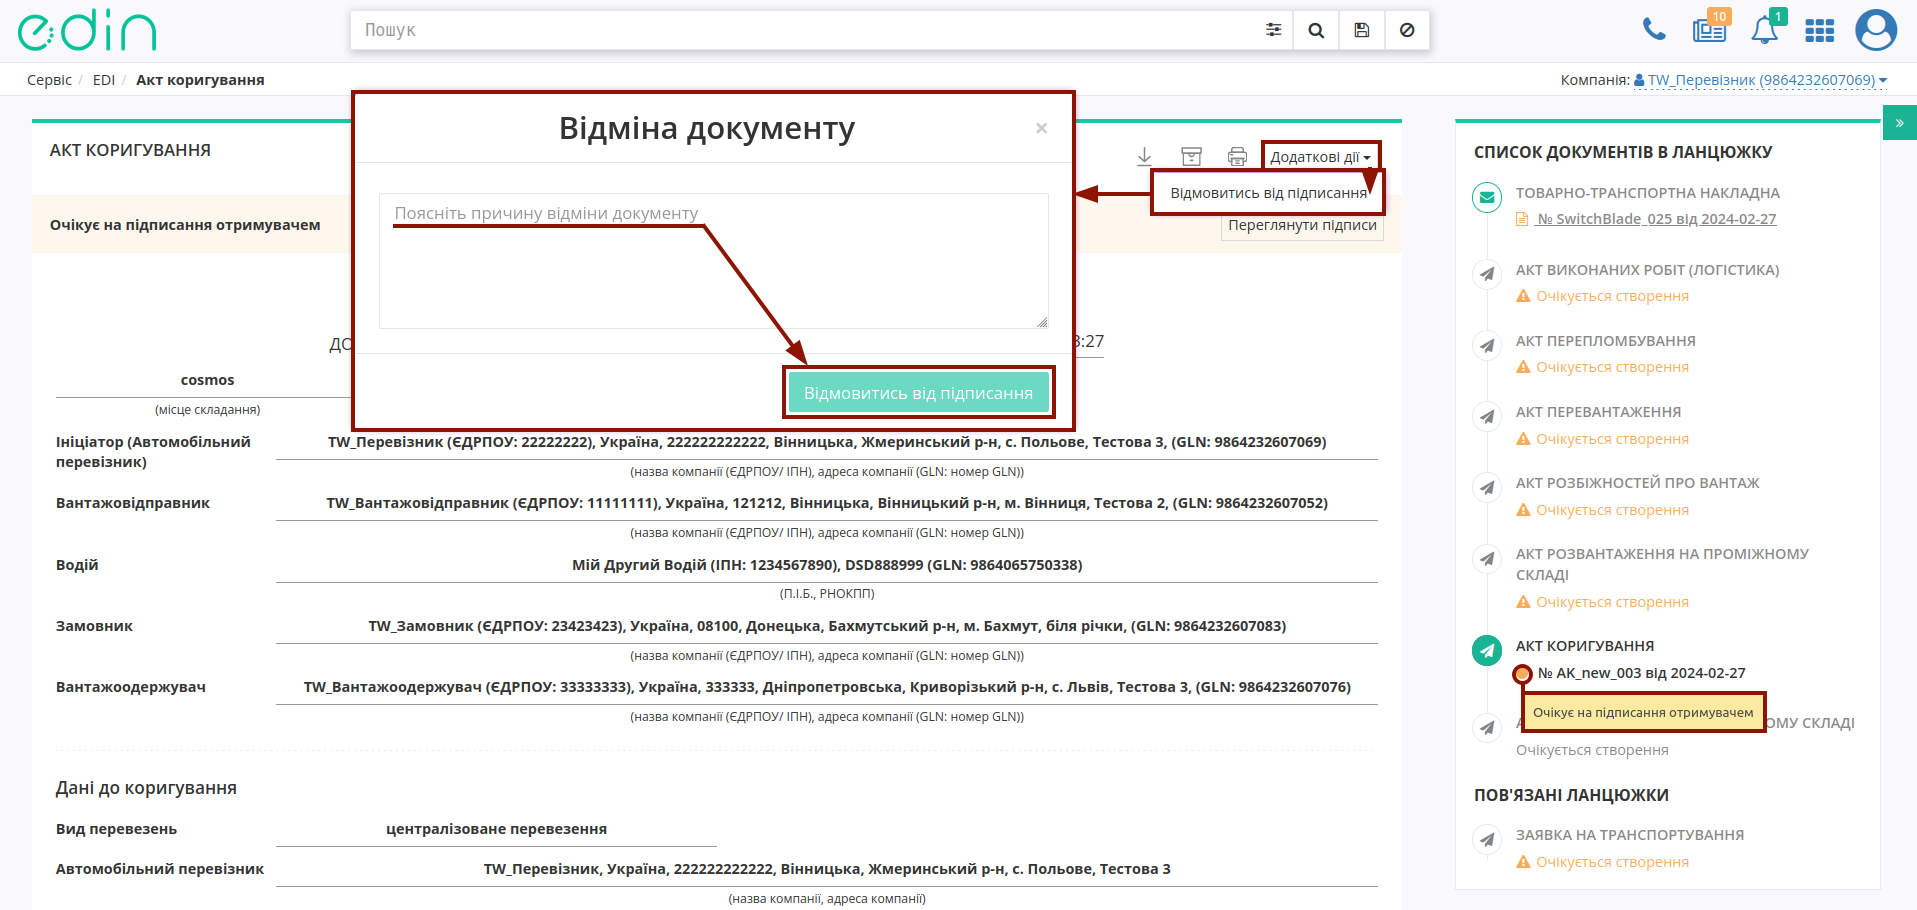 edin
Пошук
10
1
Сервіс / EDI / Акт коригування
Компанія: TW_Перевізник (9864232607069)
АКТ КОРИГУВАННЯ
Додаткові дії
Відмовитись від підписання
Очікує на підписання отримувачем
Переглянути підписи
Відміна документу
×
Поясніть причину відміни документу
Відмовитись від підписання
ДО
3:27
cosmos
(місце складання)
Ініціатор (Автомобільний
перевізник)
TW_Перевізник (ЄДРПОУ: 22222222), Україна, 222222222222, Вінницька, Жмеринський р-н, с. Польове, Тестова 3, (GLN: 9864232607069)
(назва компанії (ЄДРПОУ/ ІПН), адреса компанії (GLN: номер GLN))
Вантажовідправник
TW_Вантажовідправник (ЄДРПОУ: 11111111), Україна, 121212, Вінницька, Вінницький р-н, м. Вінниця, Тестова 2, (GLN: 9864232607052)
(назва компанії (ЄДРПОУ/ ІПН), адреса компанії (GLN: номер GLN))
Водій
Мій Другий Водій (ІПН: 1234567890), DSD888999 (GLN: 9864065750338)
(П.І.Б., РНОКПП)
Замовник
TW_Замовник (ЄДРПОУ: 23423423), Україна, 08100, Донецька, Бахмутський р-н, м. Бахмут, біля річки, (GLN: 9864232607083)
(назва компанії (ЄДРПОУ/ ІПН), адреса компанії (GLN: номер GLN))
Вантажоодержувач
TW_Вантажоодержувач (ЄДРПОУ: 33333333), Україна, 333333, Дніпропетровська, Криворізький р-н, с. Львів, Тестова 3, (GLN: 9864232607076)
(назва компанії (ЄДРПОУ/ ІПН), адреса компанії (GLN: номер GLN))
Дані до коригування
Вид перевезень
централізоване перевезення
Автомобільний перевізник
TW_Перевізник, Україна, 222222222222, Вінницька, Жмеринський р-н, с. Польове, Тестова 3
(назва компанії, адреса компанії)
»
СПИСОК ДОКУМЕНТІВ В ЛАНЦЮЖКУ
ТОВАРНО-ТРАНСПОРТНА НАКЛАДНА
№ SwitchBlade_025 від 2024-02-27
АКТ ВИКОНАНИХ РОБІТ (ЛОГІСТИКА)
Очікується створення
АКТ ПЕРЕПЛОМБУВАННЯ
Очікується створення
АКТ ПЕРЕВАНТАЖЕННЯ
Очікується створення
АКТ РОЗБІЖНОСТЕЙ ПРО ВАНТАЖ
Очікується створення
АКТ РОЗВАНТАЖЕННЯ НА ПРОМІЖНОМУ
СКЛАДІ
Очікується створення
АКТ КОРИГУВАННЯ
№ AK_new_003 від 2024-02-27
Очікує на підписання отримувачем
А ОМУ СКЛАДІ
Очікується створення
ПОВ'ЯЗАНІ ЛАНЦЮЖКИ
ЗАЯВКА НА ТРАНСПОРТУВАННЯ
Очікується створення